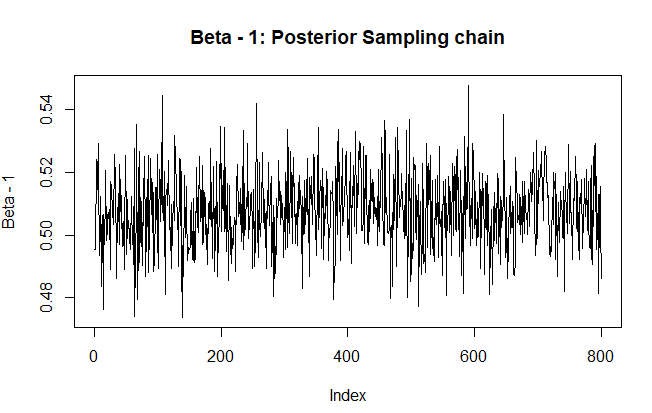 Beta - 1: Posterior Sampling chain
0.54
0.52
0.50
0.48
Beta - 1
0 200 400 600 800
Index